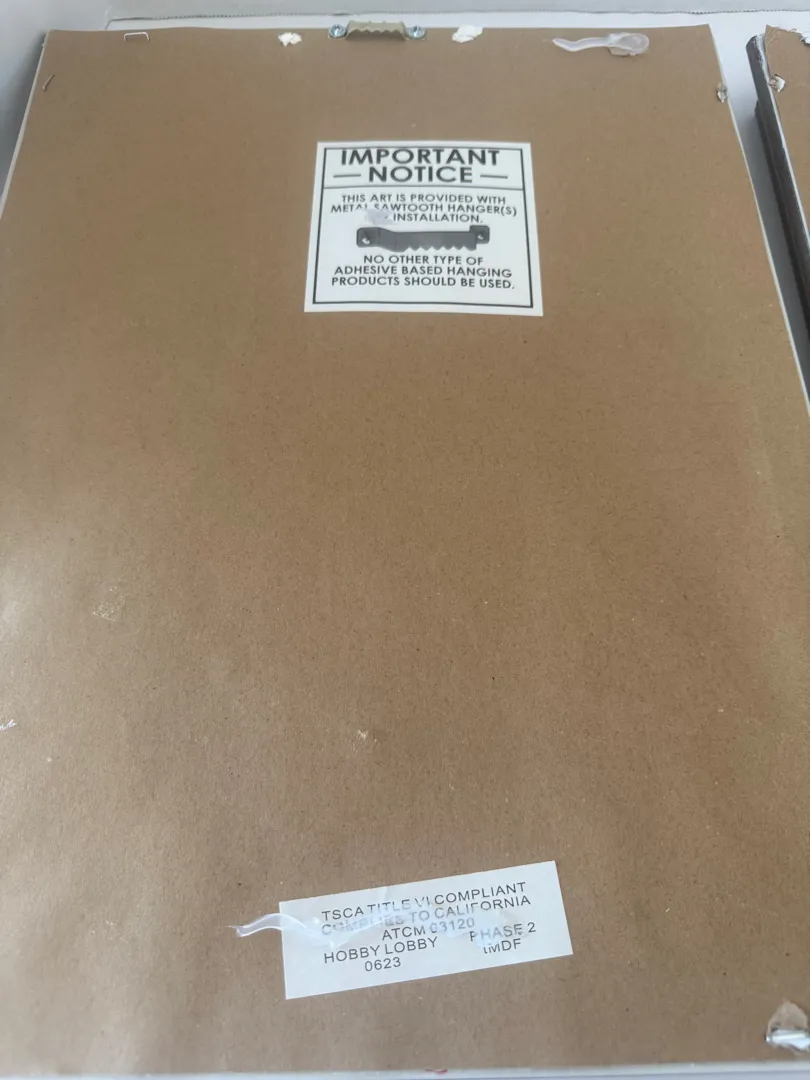 IMPORTANT
NOTICE
THIS ART IS PROVIDED WITH
METAL SAWTOOTH HANGER(S)
INSTALLATION.
NO OTHER TYPE OF
ADHESIVE BASED HANGING
PRODUCTS SHOULD BE USED.
TSCA TITLE VI COMPLIANT
COMPLIES TO CALIFORNIA
ATCM 93120
HOBBY LOBBY PHASE 2
0623 tMDF